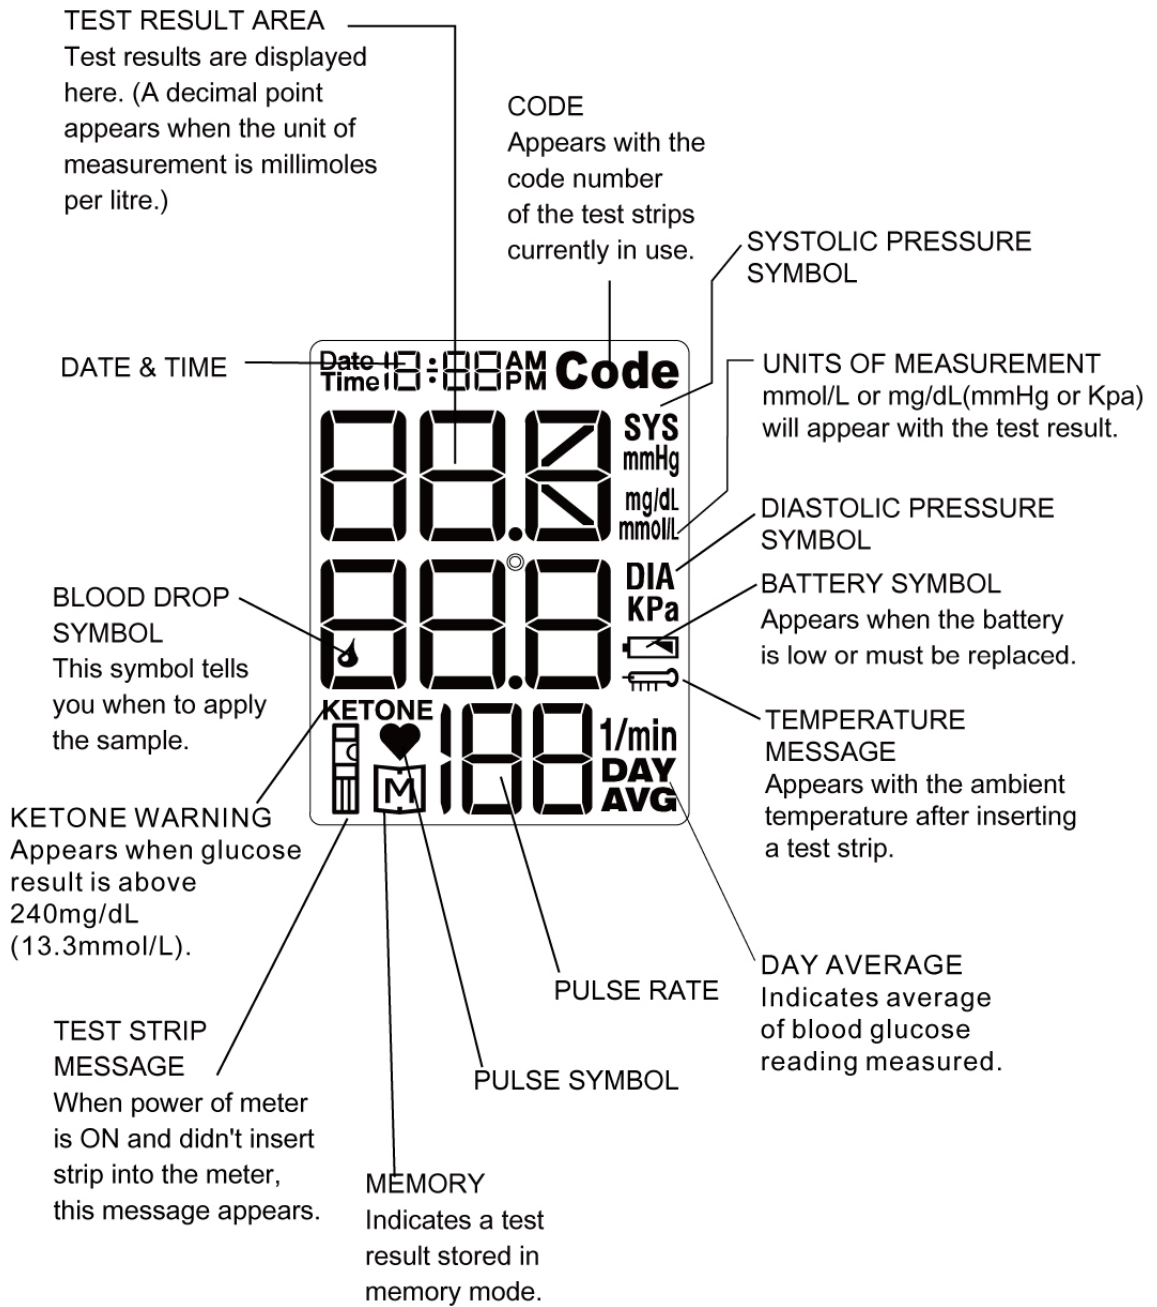 TEST RESULT AREA
Test results are displayed
here. (A decimal point
appears when the unit of
measurement is millimoles
per litre.)
CODE
Appears with the
code number
of the test strips
currently in use.
SYSTOLIC PRESSURE
SYMBOL
DATE & TIME
UNITS OF MEASUREMENT
mmol/L or mg/dL(mmHg or Kpa)
will appear with the test result.
DIASTOLIC PRESSURE
SYMBOL
BATTERY SYMBOL
Appears when the battery
is low or must be replaced.
TEMPERATURE
MESSAGE
Appears with the ambient
temperature after inserting
a test strip.
BLOOD DROP
SYMBOL
This symbol tells
you when to apply
the sample.
KETONE WARNING
Appears when glucose
result is above
240mg/dL
(13.3mmol/L).
Date 18:88 AM Code
Time PM
88.8
SYS
mmHg
mg/dL
mmol/L
88.8
DIA
KPa
KETONE
M
188
1/min
DAY
AVG
DAY AVERAGE
Indicates average
of blood glucose
reading measured.
PULSE RATE
PULSE SYMBOL
TEST STRIP
MESSAGE
When power of meter
is ON and didn't insert
strip into the meter,
this message appears.
MEMORY
Indicates a test
result stored in
memory mode.